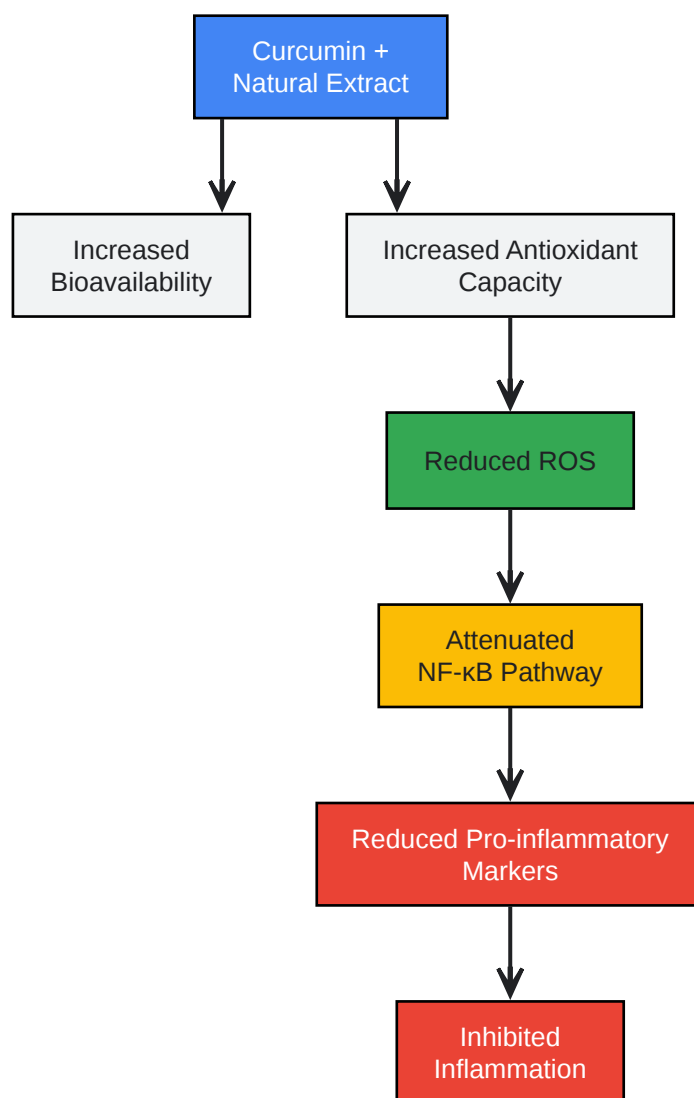 Curcumin +
Natural Extract
Increased
Bioavailability
Increased Antioxidant
Capacity
Reduced ROS
Attenuated
NF-κB Pathway
Reduced Pro-inflammatory
Markers
Inhibited
Inflammation